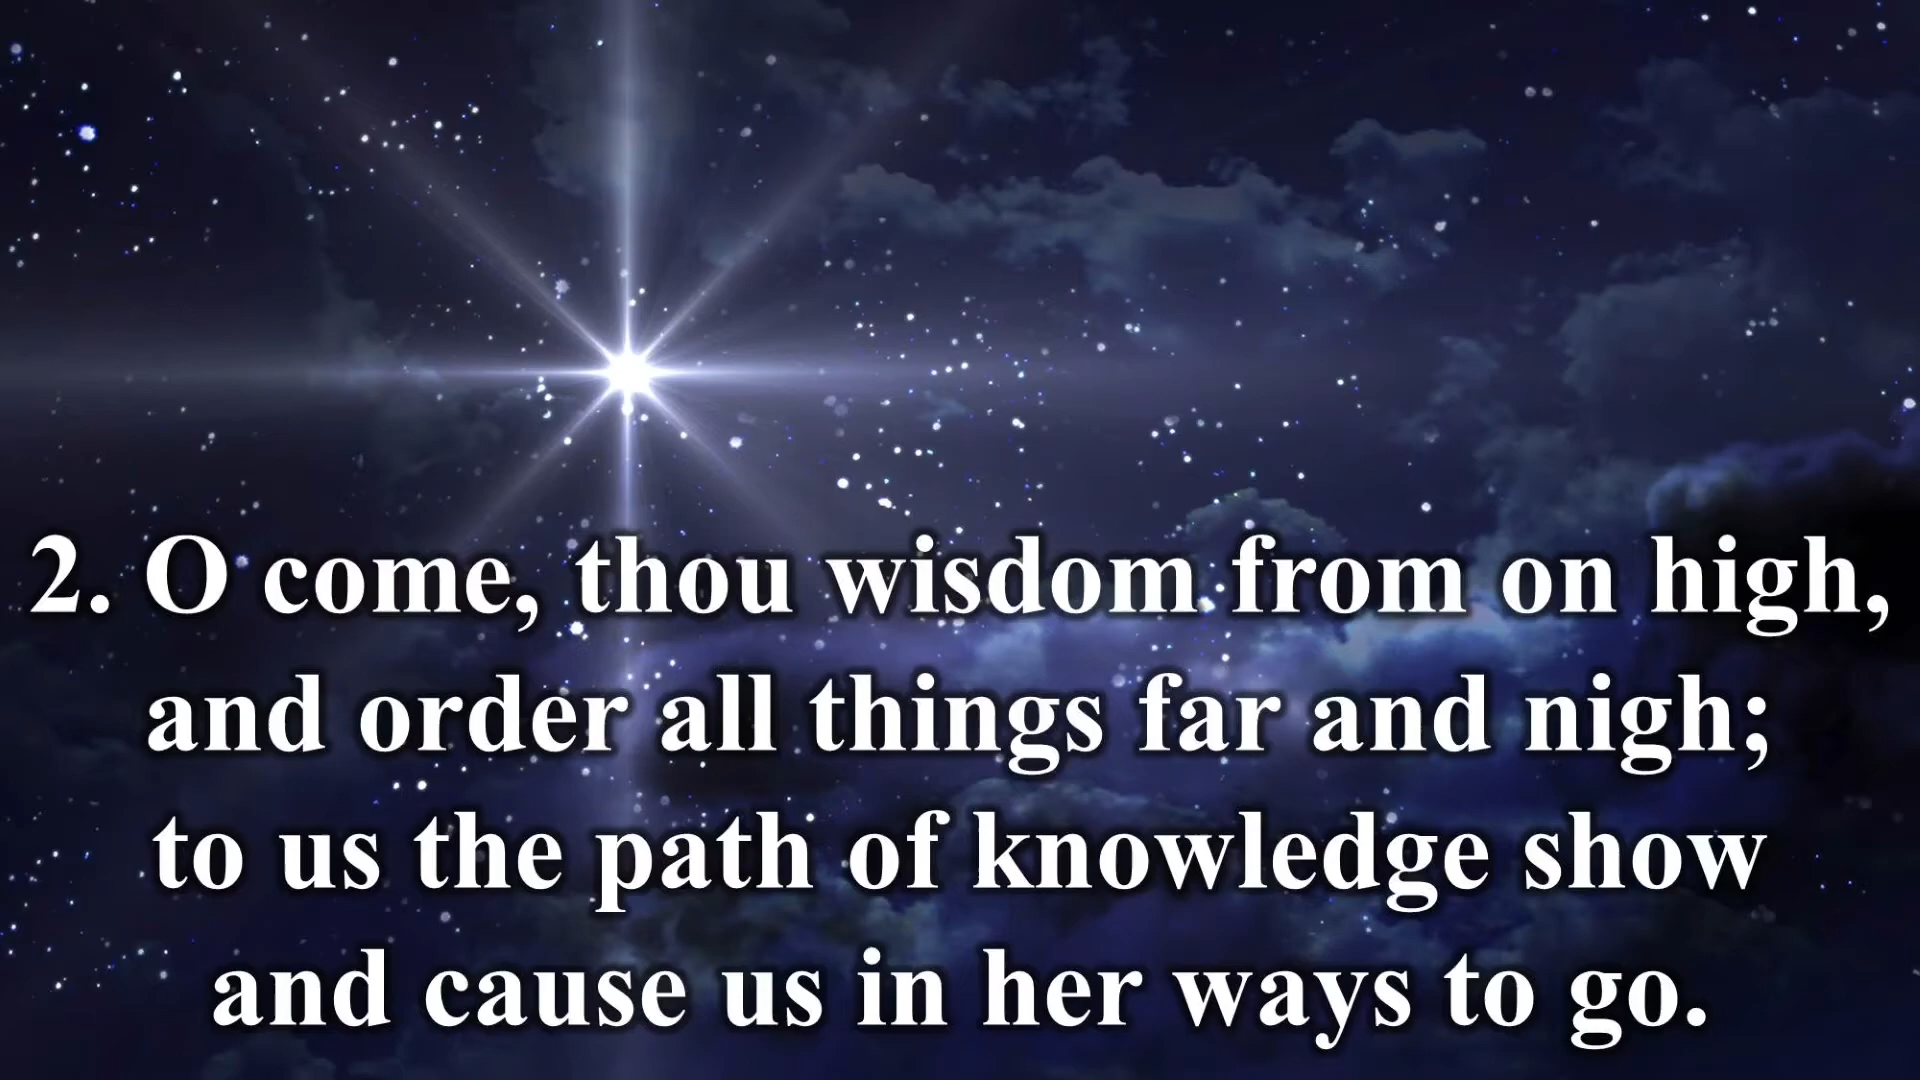 2. O come, thou wisdom from on high,
and order all things far and nigh;
to us the path of knowledge show
and cause us in her ways to go.